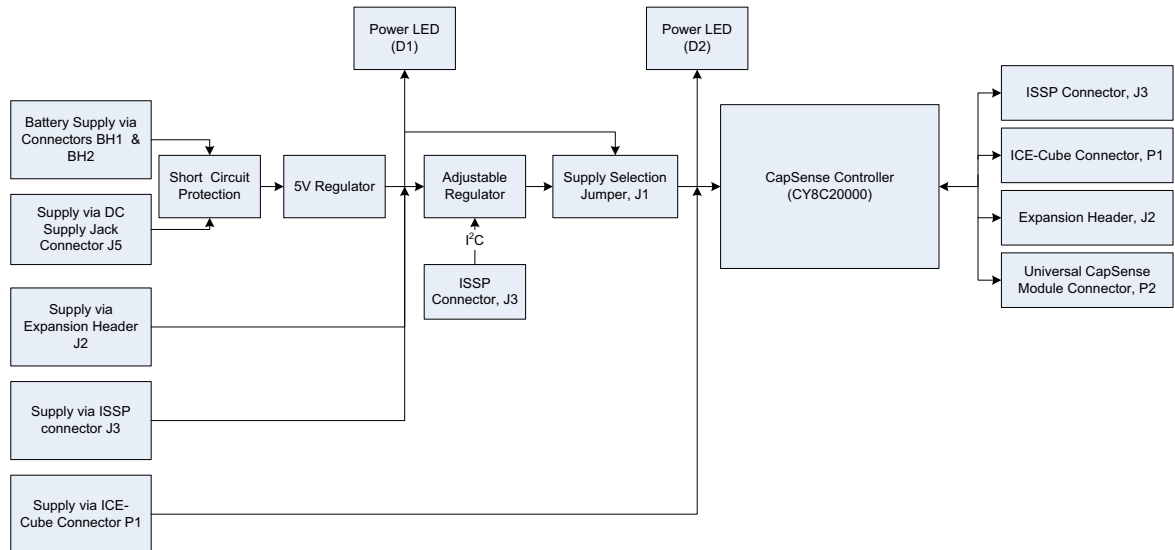 Power LED
(D1)
Power LED
(D2)
Battery Supply via
Connectors BH1 &
BH2
Supply via DC
Supply Jack
Connector J5
Short Circuit
Protection
5V Regulator
Adjustable
Regulator
Supply Selection
Jumper, J1
I²C
ISSP
Connector, J3
CapSense Controller
(CY8C20000)
ISSP Connector, J3
ICE-Cube Connector, P1
Expansion Header, J2
Universal CapSense
Module Connector, P2
Supply via
Expansion Header
J2
Supply via ISSP
connector J3
Supply via ICE-
Cube Connector P1